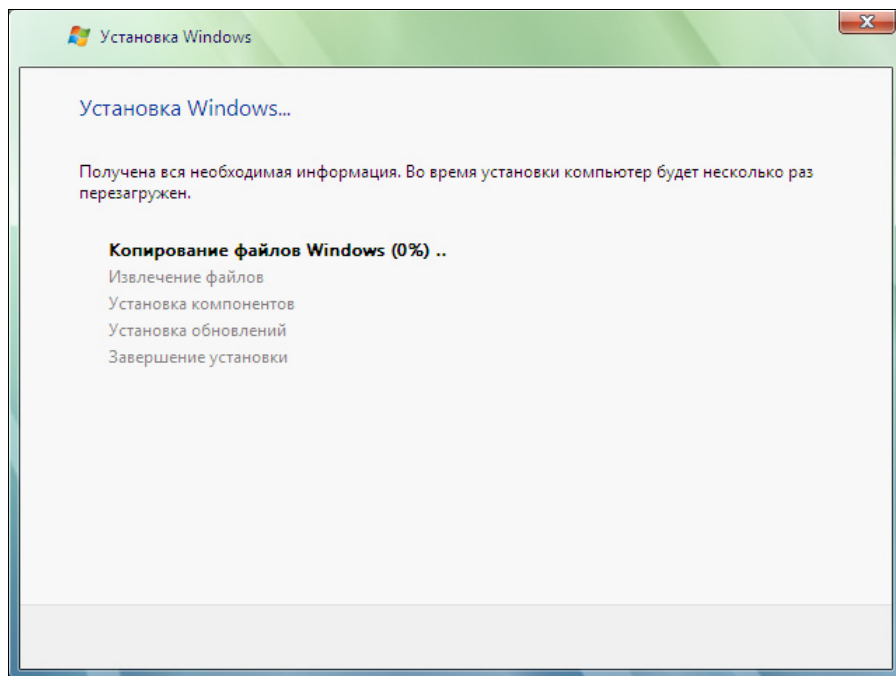 Установка Windows
Установка Windows...
Получена вся необходимая информация. Во время установки компьютер будет несколько раз
перезагружен.
Копирование файлов Windows (0%) ..
Извлечение файлов
Установка компонентов
Установка обновлений
Завершение установки